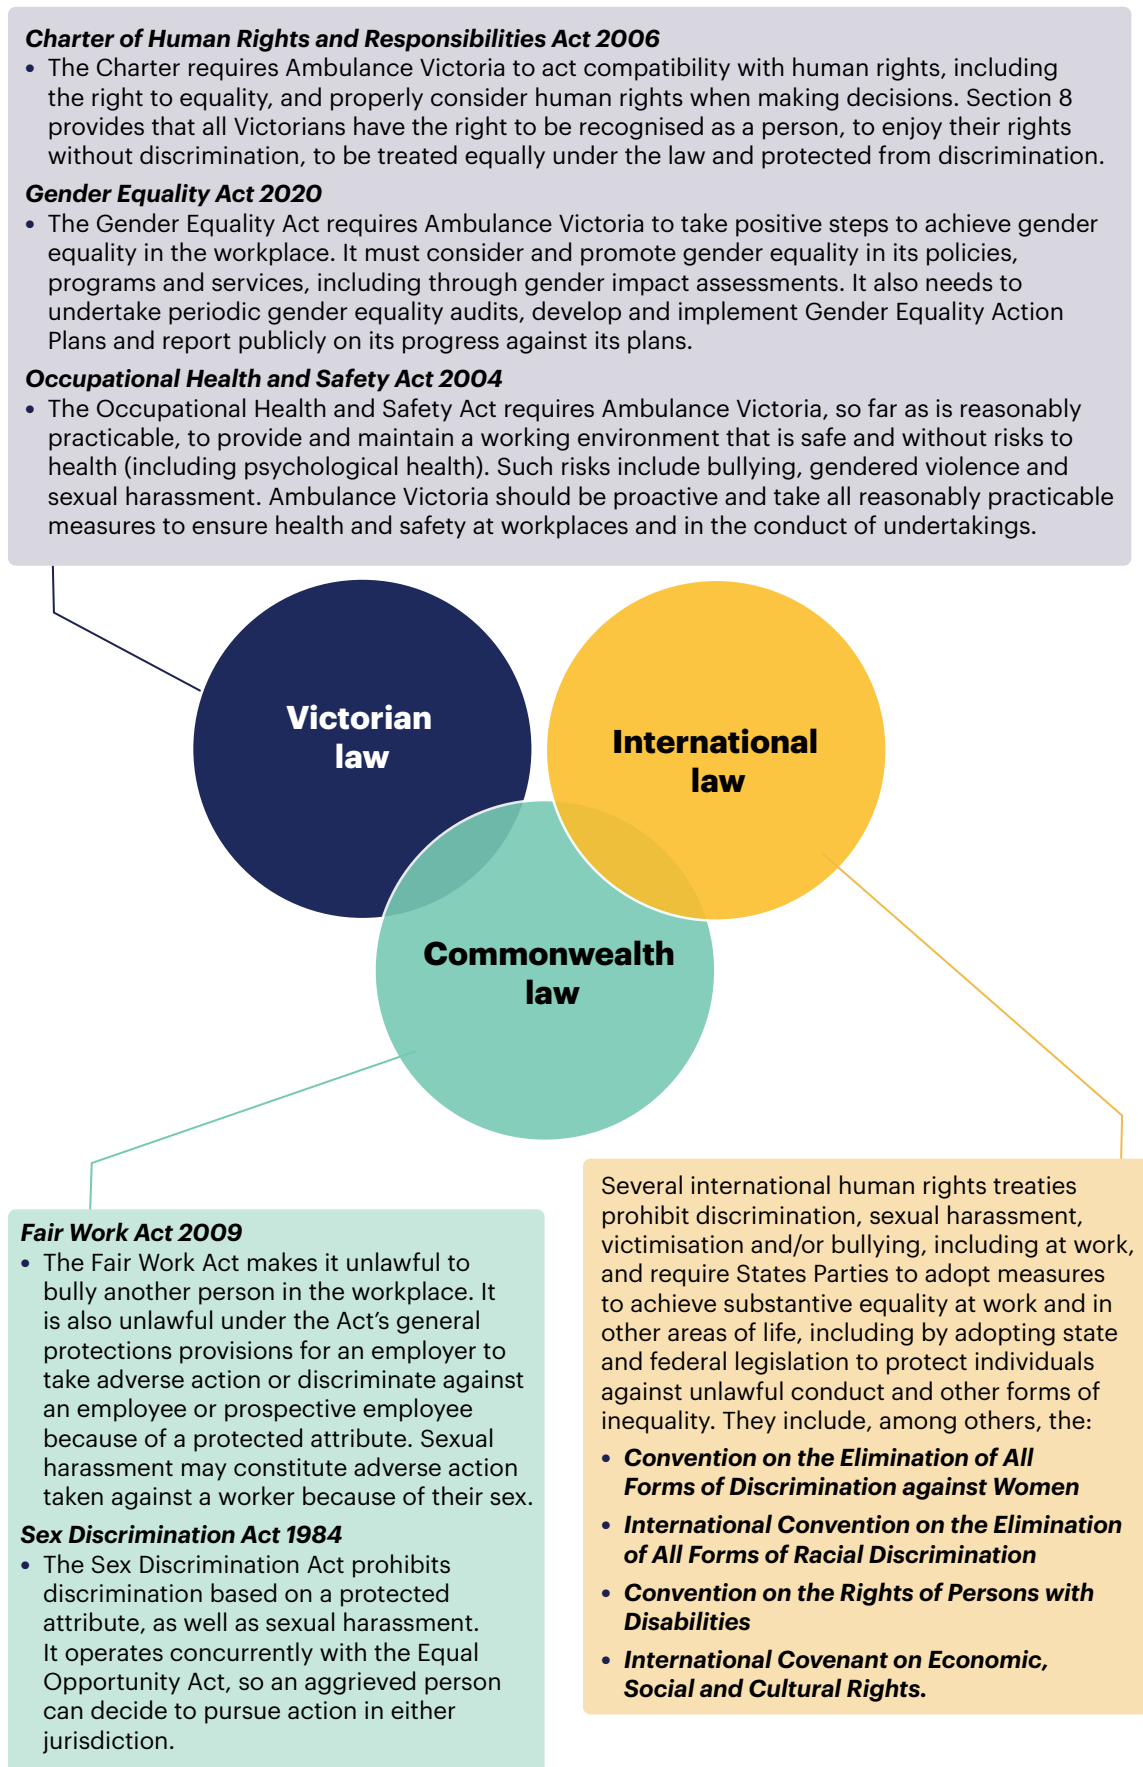 Charter of Human Rights and Responsibilities Act 2006
• The Charter requires Ambulance Victoria to act compatibility with human rights, including
the right to equality, and properly consider human rights when making decisions. Section 8
provides that all Victorians have the right to be recognised as a person, to enjoy their rights
without discrimination, to be treated equally under the law and protected from discrimination.
Gender Equality Act 2020
• The Gender Equality Act requires Ambulance Victoria to take positive steps to achieve gender
equality in the workplace. It must consider and promote gender equality in its policies,
programs and services, including through gender impact assessments. It also needs to
undertake periodic gender equality audits, develop and implement Gender Equality Action
Plans and report publicly on its progress against its plans.
Occupational Health and Safety Act 2004
• The Occupational Health and Safety Act requires Ambulance Victoria, so far as is reasonably
practicable, to provide and maintain a working environment that is safe and without risks to
health (including psychological health). Such risks include bullying, gendered violence and
sexual harassment. Ambulance Victoria should be proactive and take all reasonably practicable
measures to ensure health and safety at workplaces and in the conduct of undertakings.
Victorian
law
International
law
Commonwealth
law
Fair Work Act 2009
• The Fair Work Act makes it unlawful to
bully another person in the workplace. It
is also unlawful under the Act's general
protections provisions for an employer to
take adverse action or discriminate against
an employee or prospective employee
because of a protected attribute. Sexual
harassment may constitute adverse action
taken against a worker because of their sex.
Sex Discrimination Act 1984
• The Sex Discrimination Act prohibits
discrimination based on a protected
attribute, as well as sexual harassment.
It operates concurrently with the Equal
Opportunity Act, so an aggrieved person
can decide to pursue action in either
jurisdiction.
Several international human rights treaties
prohibit discrimination, sexual harassment,
victimisation and/or bullying, including at work,
and require States Parties to adopt measures
to achieve substantive equality at work and in
other areas of life, including by adopting state
and federal legislation to protect individuals
against unlawful conduct and other forms of
inequality. They include, among others, the:
• Convention on the Elimination of All
Forms of Discrimination against Women
• International Convention on the Elimination
of All Forms of Racial Discrimination
• Convention on the Rights of Persons with
Disabilities
• International Covenant on Economic,
Social and Cultural Rights.